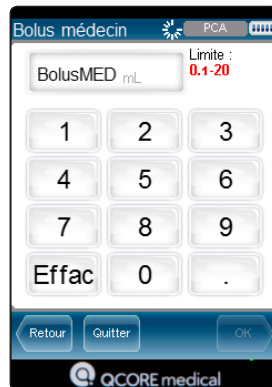 Bolus médecin PCA
Limite :
0.1-20
BolusMED mL
1 2 3
4 5 6
7 8 9
Effac 0 .
Retour Quitter OK
QCORE medical